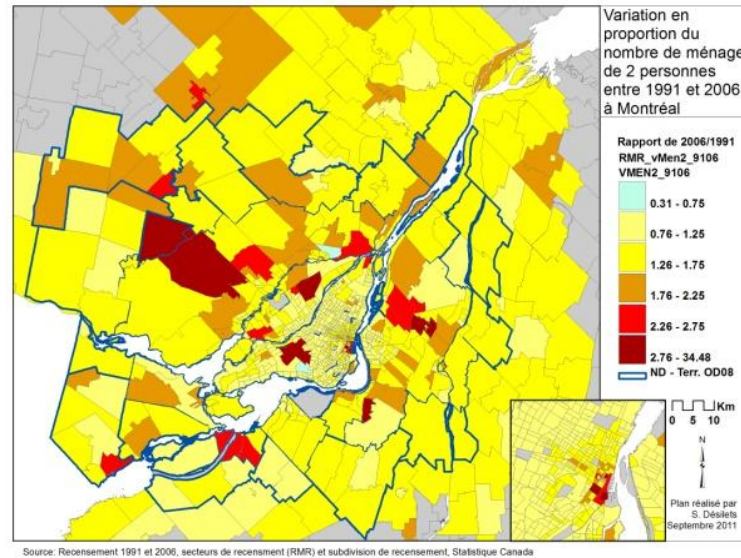 Variation en
proportion du
nombre de ménage
de 2 personnes
entre 1991 et 2006
à Montréal
Rapport de 2006/1991
RMR_vMen2_9106
VMEN2_9106
0.31 - 0.75
0.76 - 1.25
1.26 - 1.75
1.76 - 2.25
2.26 - 2.75
2.76 - 34.48
ND - Terr. OD08
Km
0 5 10
N
Plan réalisé par
S. Désilets
Septembre 2011
Source: Recensement 1991 et 2006, secteurs de recensment (RMR) et subdivision de recensement, Statistique Canada